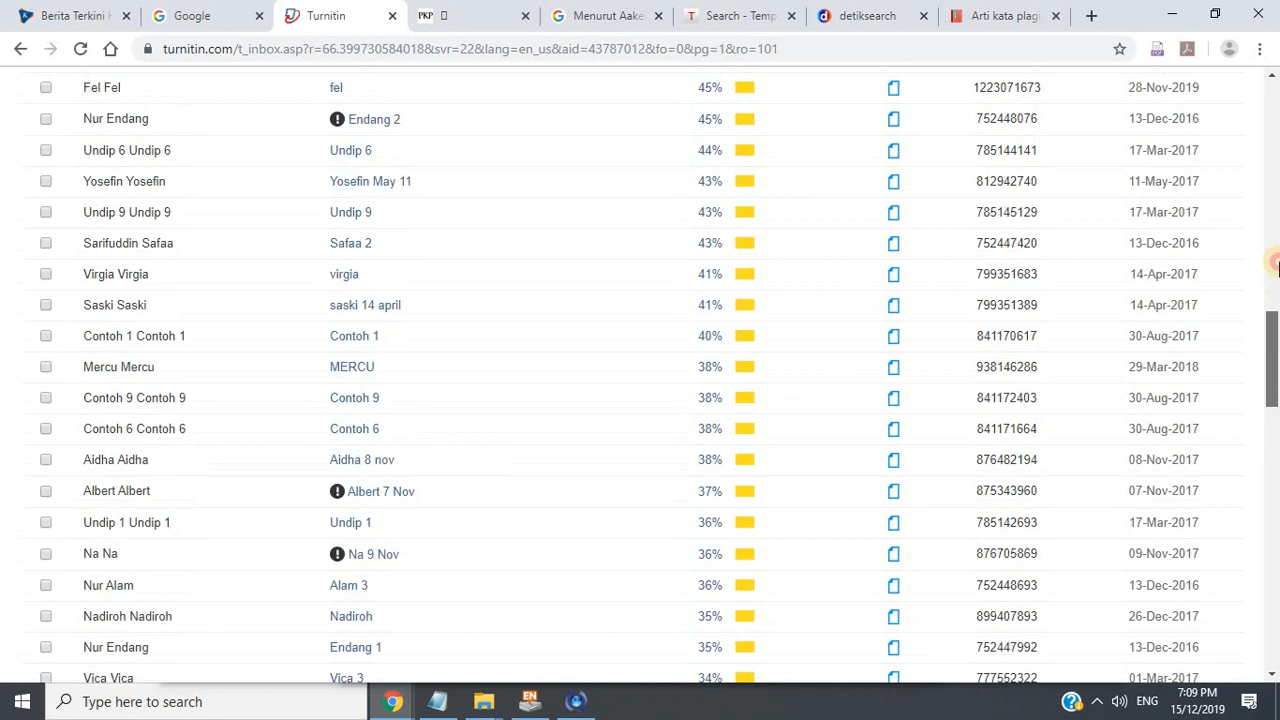 Berita Terkini H
Google
Turnitin
PKP
Menurut Aake
Search - Temp
detiksearch
Arti kata plag
turnitin.com/t_inbox.asp?r=66.399730584018&svr=22&lang=en_us&aid=43787012&fo=0&pg=1&ro=101
Fel Fel fel 45% 1223071673 28-Nov-2019
Nur Endang Endang 2 45% 752448076 13-Dec-2016
Undip 6 Undip 6 Undip 6 44% 785144141 17-Mar-2017
Yosefin Yosefin Yosefin May 11 43% 812942740 11-May-2017
Undip 9 Undip 9 Undip 9 43% 785145129 17-Mar-2017
Sarifuddin Safaa Safaa 2 43% 752447420 13-Dec-2016
Virgia Virgia virgia 41% 799351683 14-Apr-2017
Saski Saski saski 14 april 41% 799351389 14-Apr-2017
Contoh 1 Contoh 1 Contoh 1 40% 841170617 30-Aug-2017
Mercu Mercu MERCU 38% 938146286 29-Mar-2018
Contoh 9 Contoh 9 Contoh 9 38% 841172403 30-Aug-2017
Contoh 6 Contoh 6 Contoh 6 38% 841171664 30-Aug-2017
Aidha Aidha Aidha 8 nov 38% 876482194 08-Nov-2017
Albert Albert Albert 7 Nov 37% 875343960 07-Nov-2017
Undip 1 Undip 1 Undip 1 36% 785142693 17-Mar-2017
Na Na Na 9 Nov 36% 876705869 09-Nov-2017
Nur Alam Alam 3 36% 752448693 13-Dec-2016
Nadiroh Nadiroh Nadiroh 35% 899407893 26-Dec-2017
Nur Endang Endang 1 35% 752447992 13-Dec-2016
Vica Vica Vica 3 34% 777552322 01-Mar-2017
Type here to search
EN
ENG
7:09 PM
15/12/2019